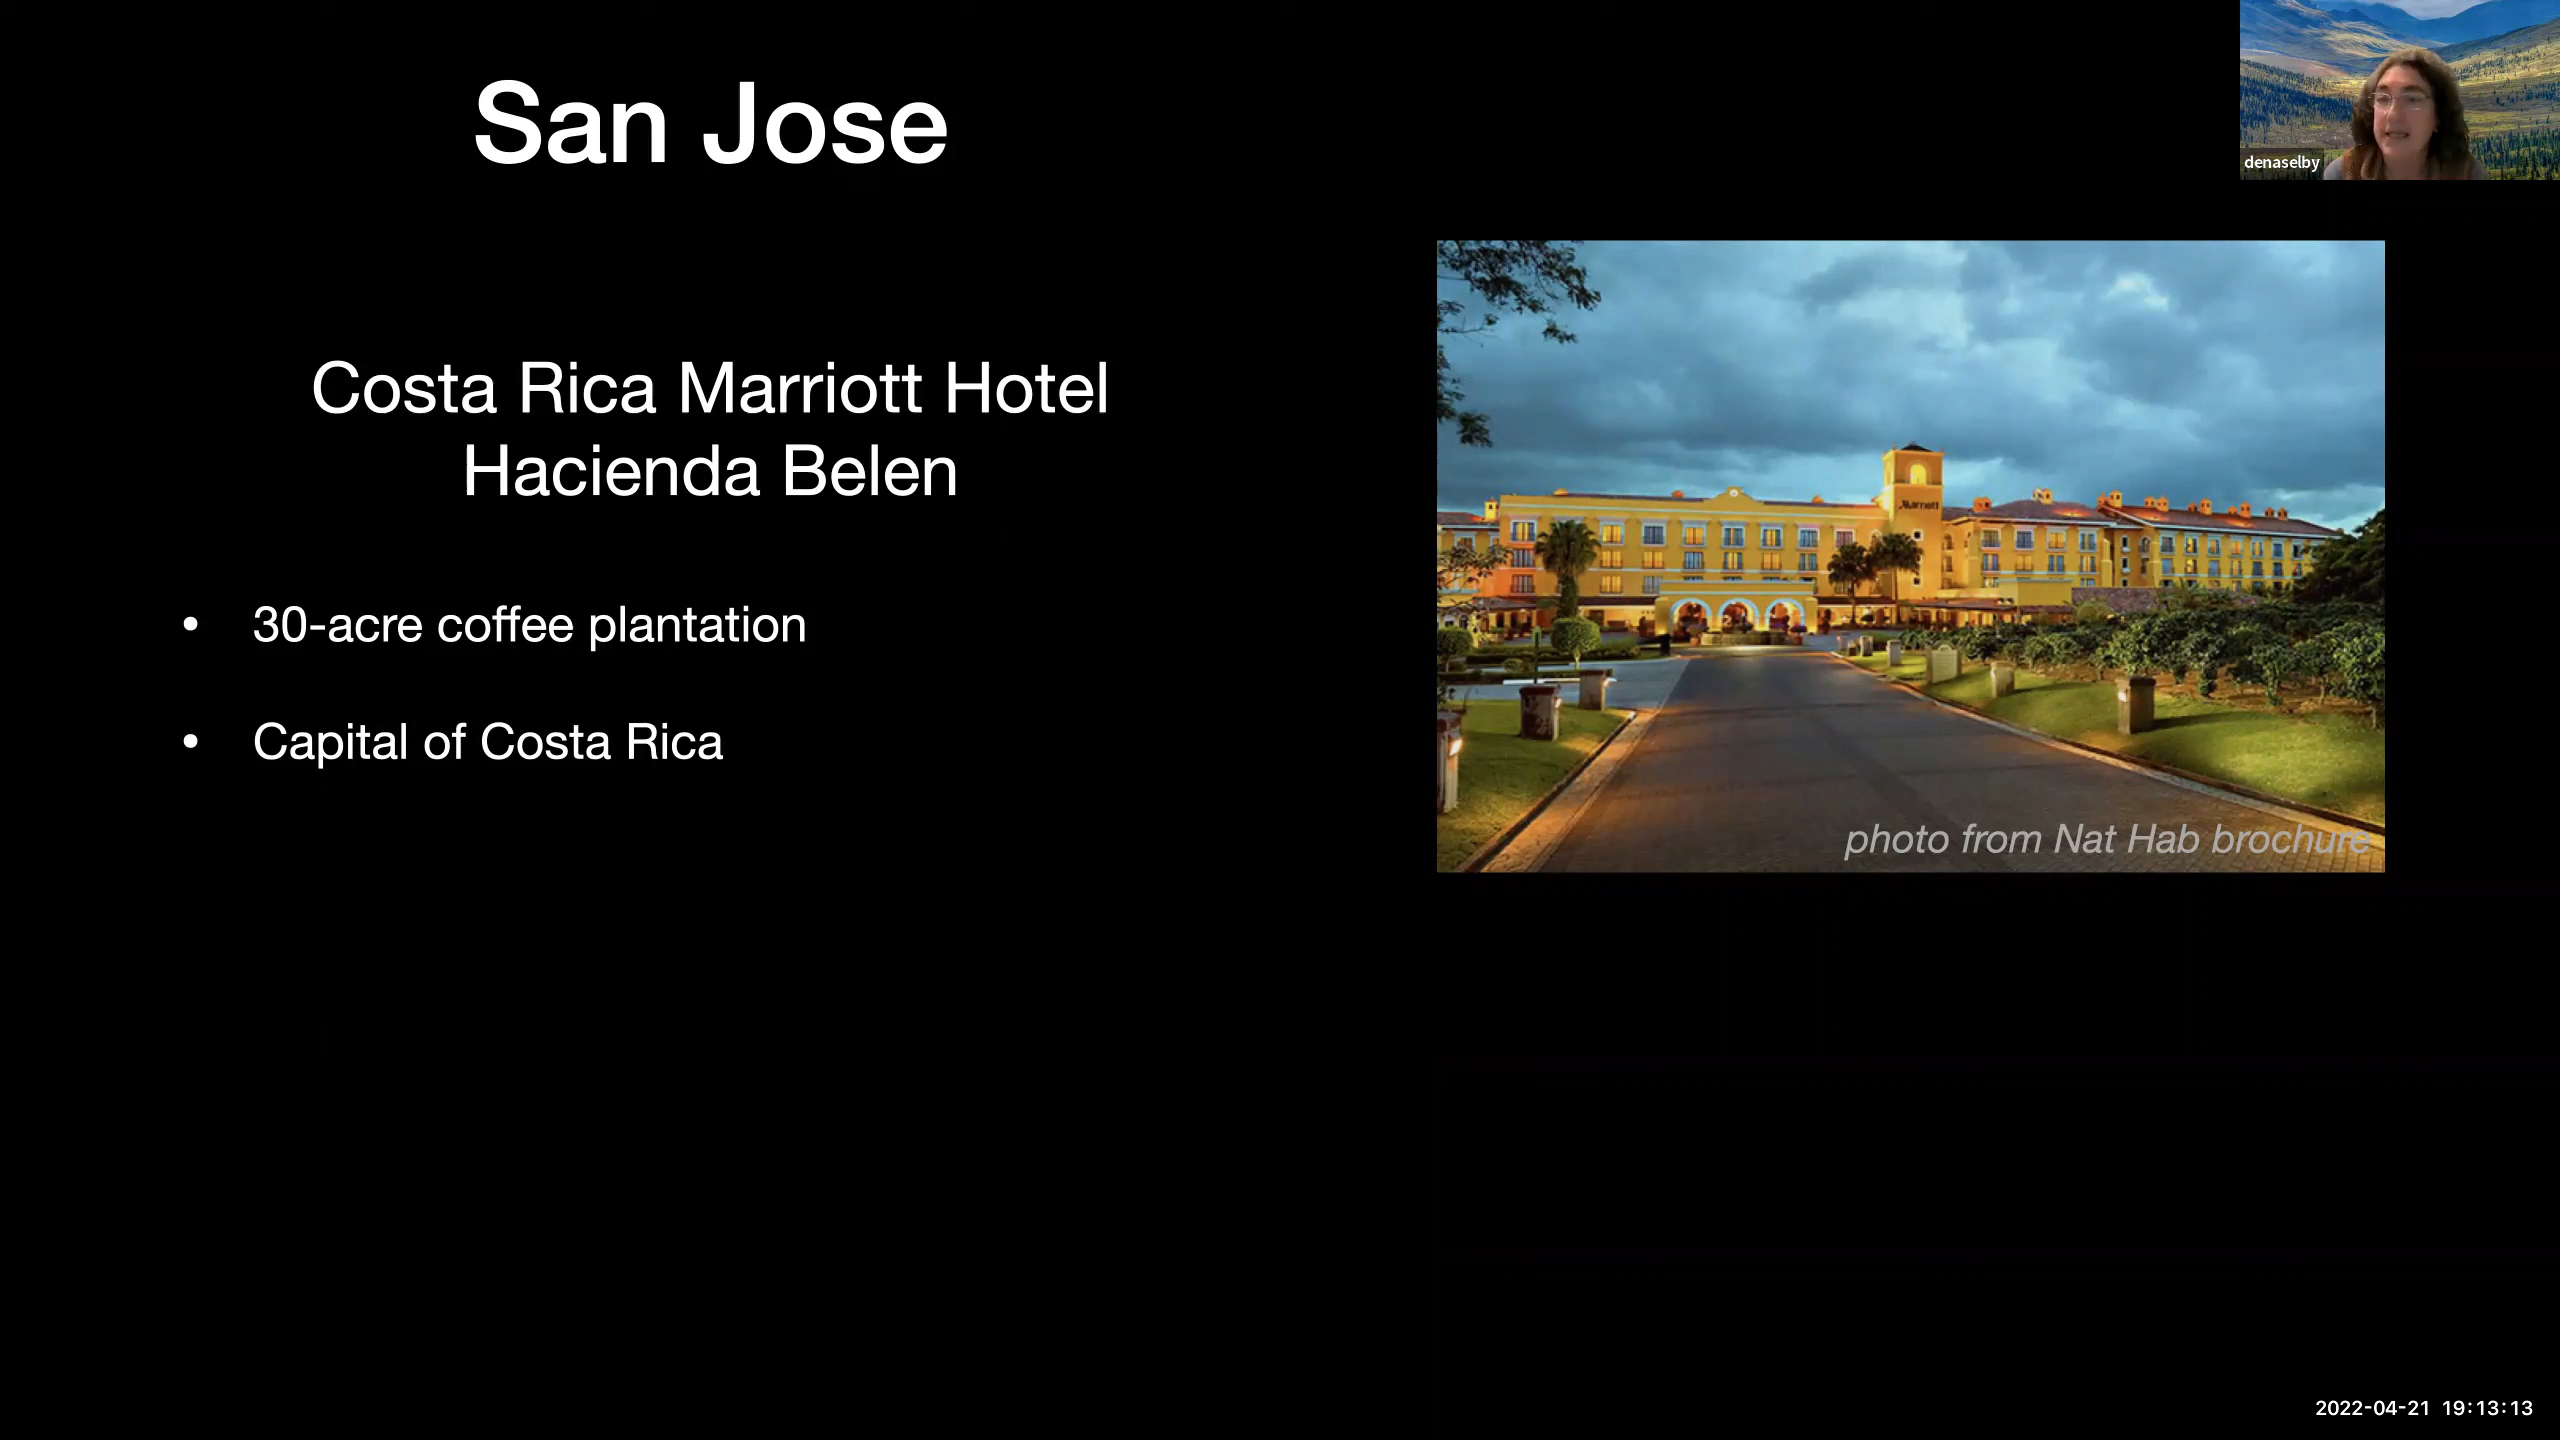 San Jose
denaselby
Costa Rica Marriott Hotel
Hacienda Belen
Marriott
• 30-acre coffee plantation
• Capital of Costa Rica
photo from Nat Hab brochure
2022-04-21 19:13:13